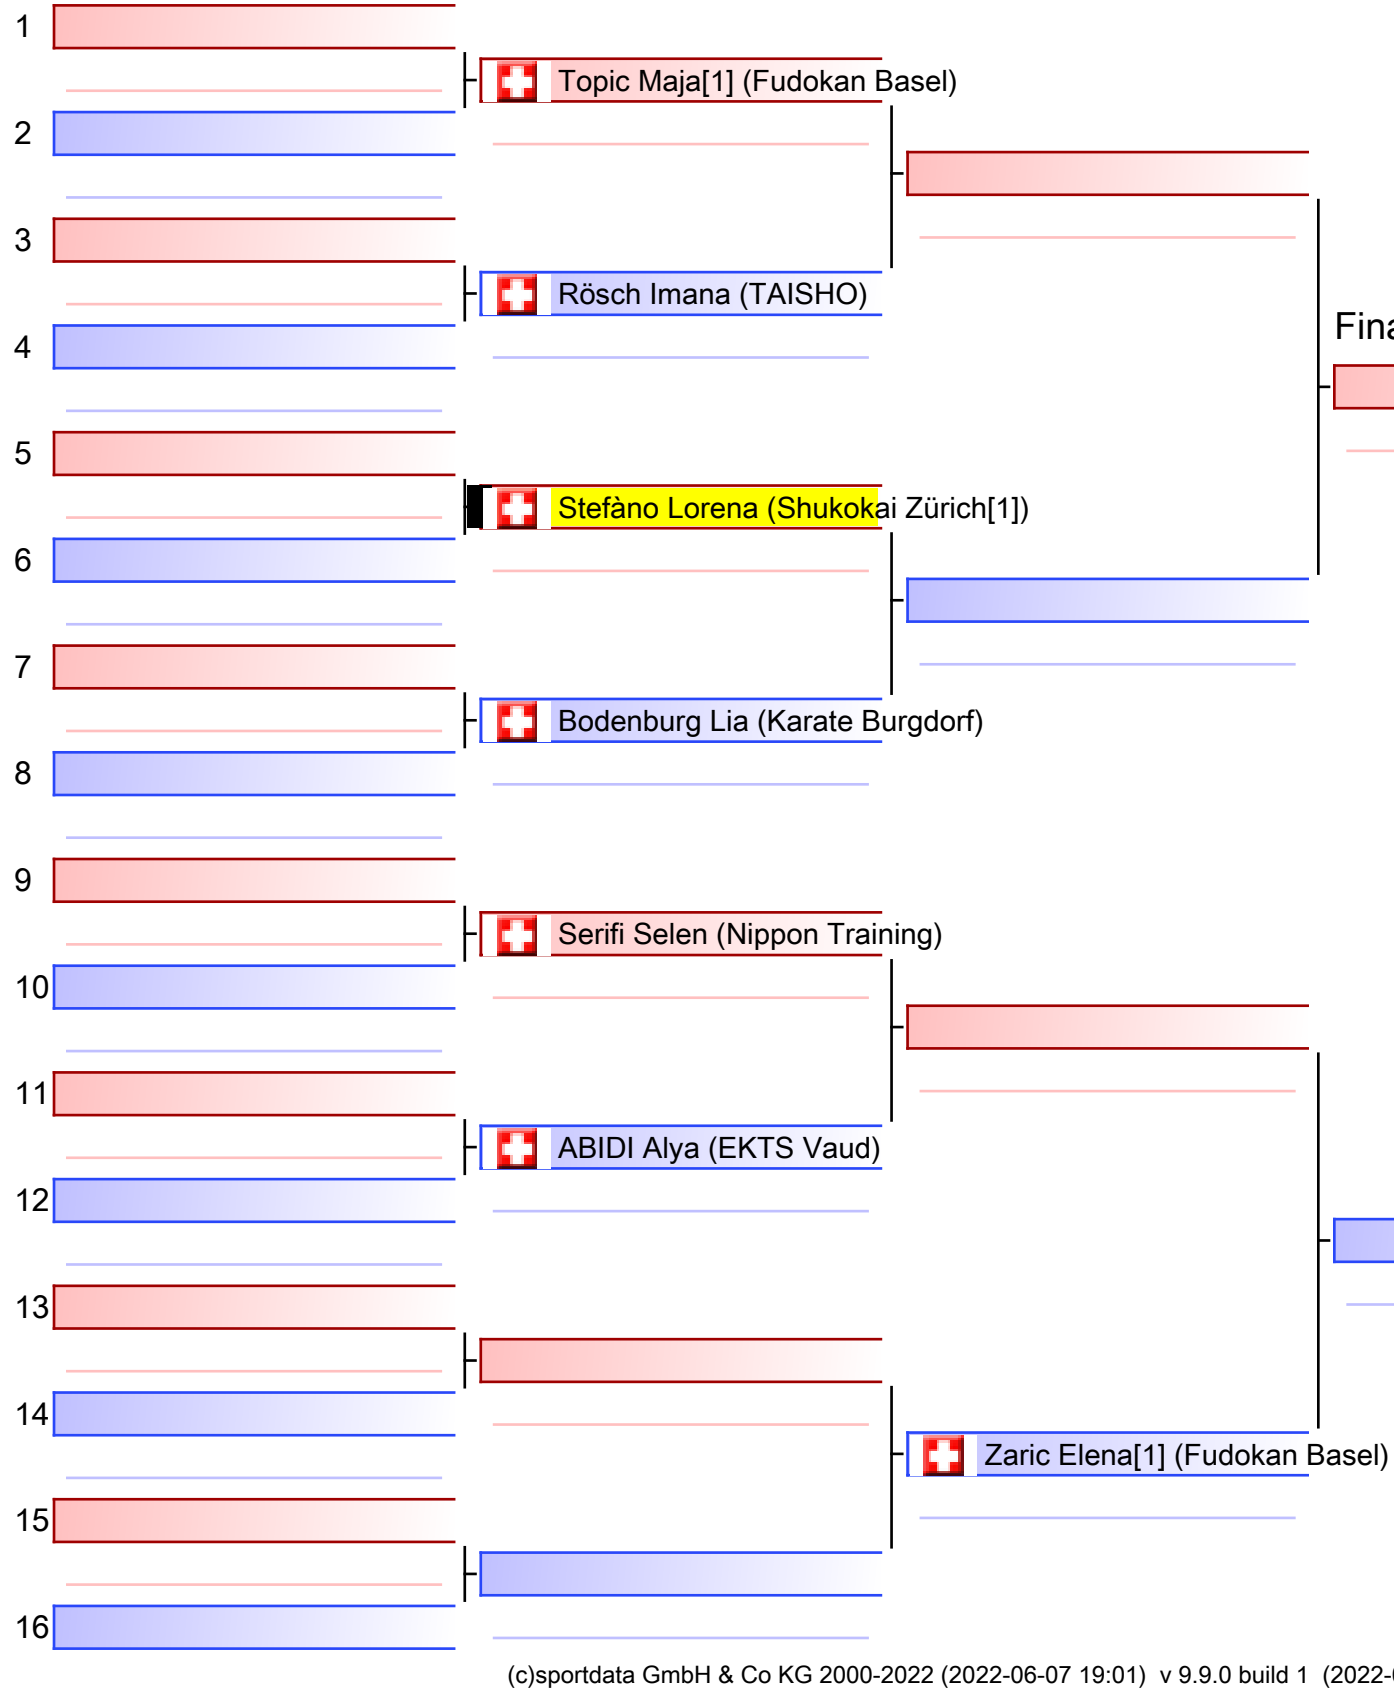 1
Topic Maja[1] (Fudokan Basel)
2
3
Rösch Imana (TAISHO)
4
Fina
5
Stefàno Lorena (Shukokai Zürich[1])
6
7
Bodenburg Lia (Karate Burgdorf)
8
9
Serifi Selen (Nippon Training)
10
11
ABIDI Alya (EKTS Vaud)
12
13
14
Zaric Elena[1] (Fudokan Basel)
15
16
(c)sportdata GmbH & Co KG 2000-2022 (2022-06-07 19:01) v 9.9.0 build 1 (2022-